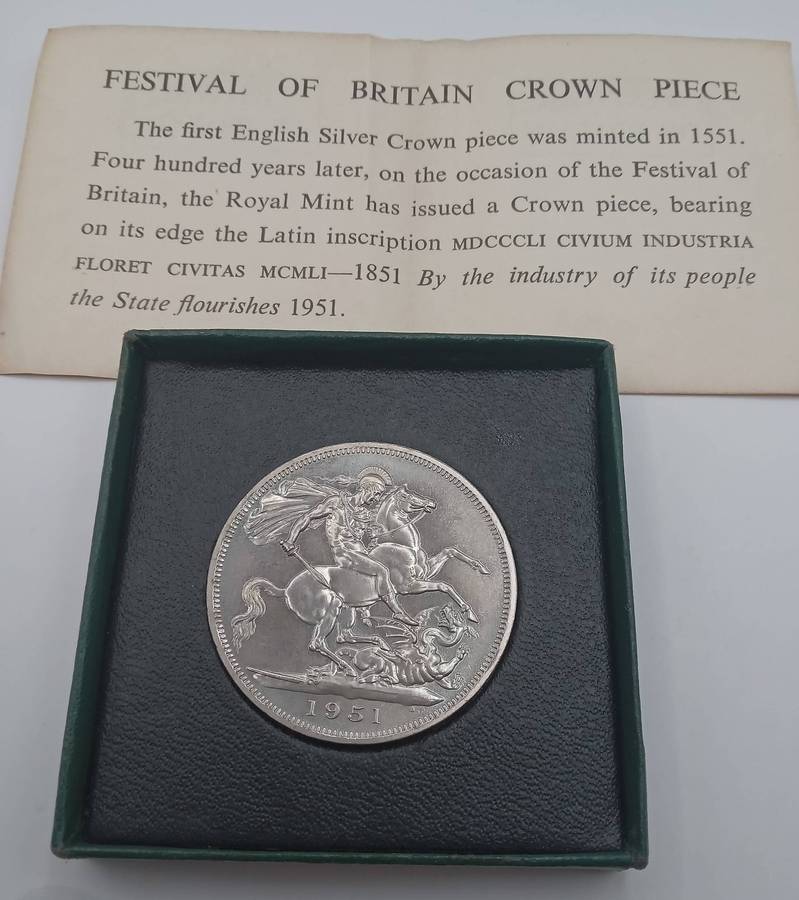 FESTIVAL OF BRITAIN CROWN PIECE
The first English Silver Crown piece was minted in 1551.
Four hundred years later, on the occasion of the Festival of
Britain, the Royal Mint has issued a Crown piece, bearing
on its edge the Latin inscription MDCCCLI CIVIUM INDUSTRIA
FLORET CIVITAS MCMLI—1851 By the industry of its people
the State flourishes 1951.
1951